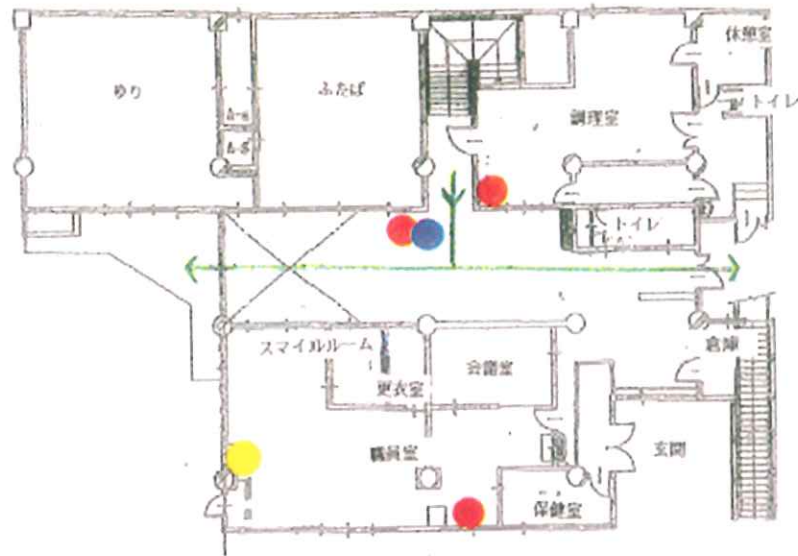 休憩室
トイレ
ゆり
ふたば
調理室
トイレ
スマイルルーム
更衣室
会議室
倉庫
職員室
玄関
保健室